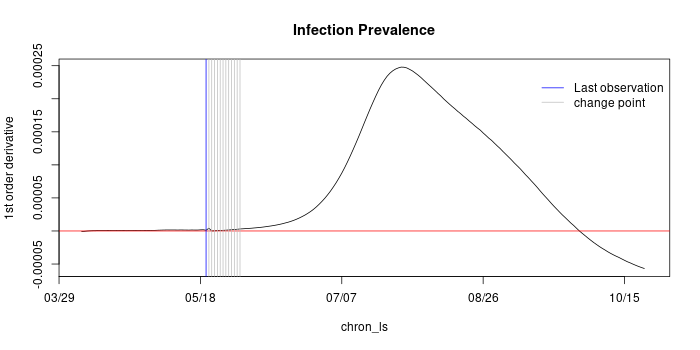 Infection Prevalence
1st order derivative
0.00025
0.00015
0.00005
-0.00005
Last observation
change point
03/29 05/18 07/07 08/26 10/15
chron_ls